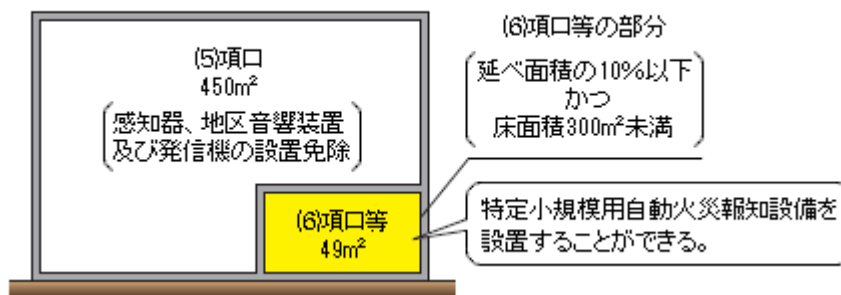 (5)項ロ
450m²
感知器、地区音響装置
及び発信機の設置免除
(6)項ロ等
49m²
(6)項ロ等の部分
延べ面積の10%以下
かつ
床面積300m²未満
特定小規模用自動火災報知設備を
設置することができる。